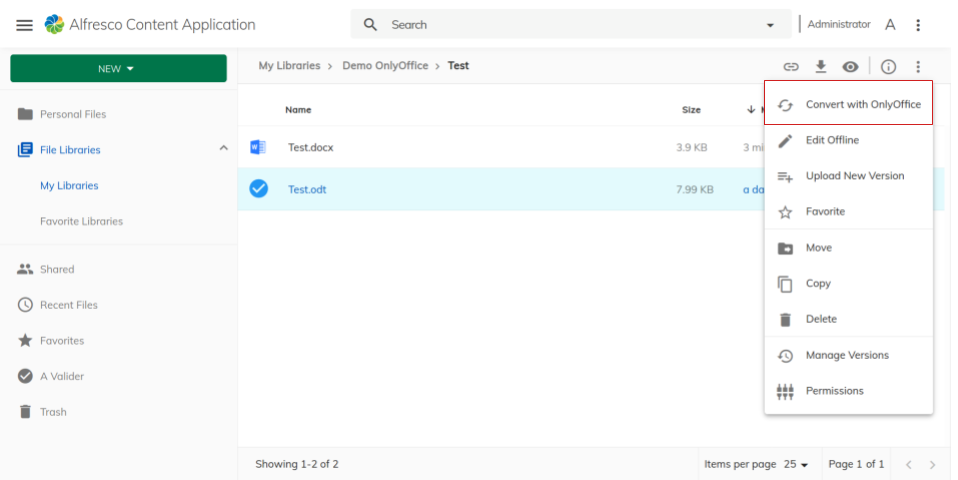 Alfresco Content Application
Search
Administrator A
NEW
My Libraries > Demo OnlyOffice > Test
Personal Files
File Libraries
My Libraries
Favorite Libraries
Shared
Recent Files
Favorites
A Valider
Trash
Name Size
Test.docx 3.9 KB 3 mi
Test.odt 7.99 KB a da
Convert with OnlyOffice
Edit Offline
Upload New Version
Favorite
Move
Copy
Delete
Manage Versions
Permissions
Showing 1-2 of 2 Items per page 25 Page 1 of 1